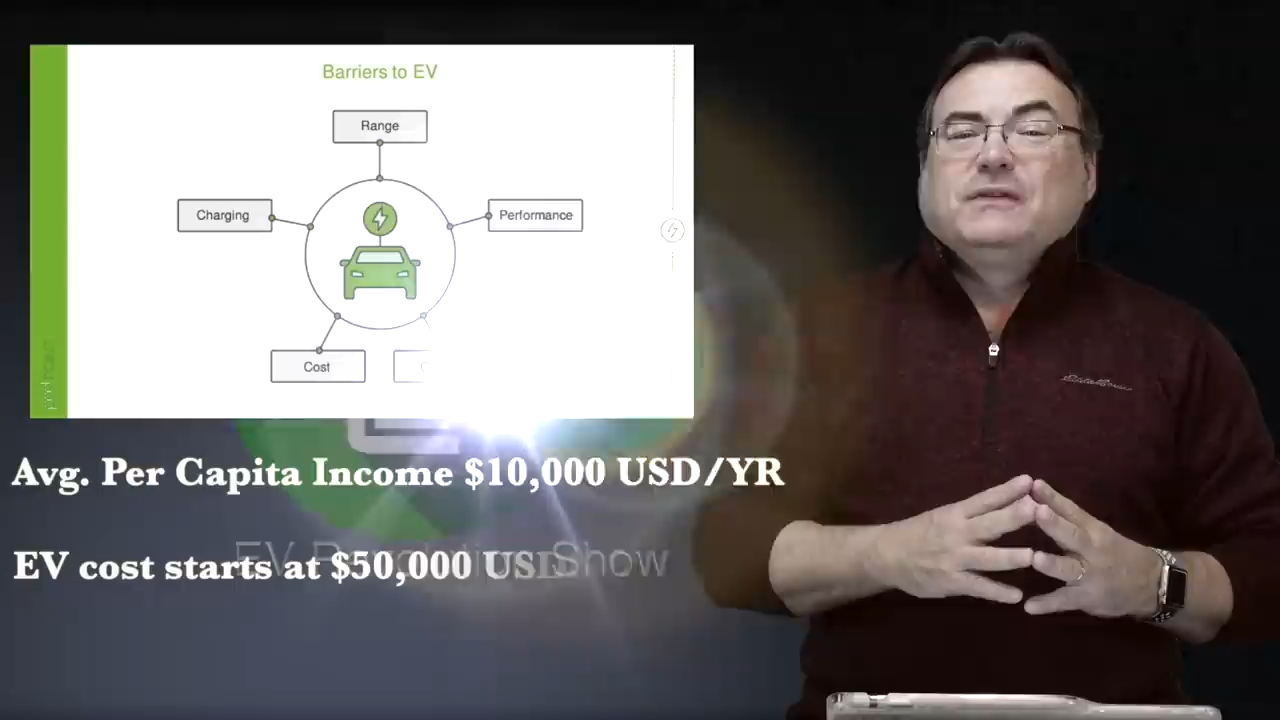 Barriers to EV
Range
Charging
Performance
Cost
Avg. Per Capita Income $10,000 USD/YR
EV cost starts at $50,000 USD
EV Revolution Show